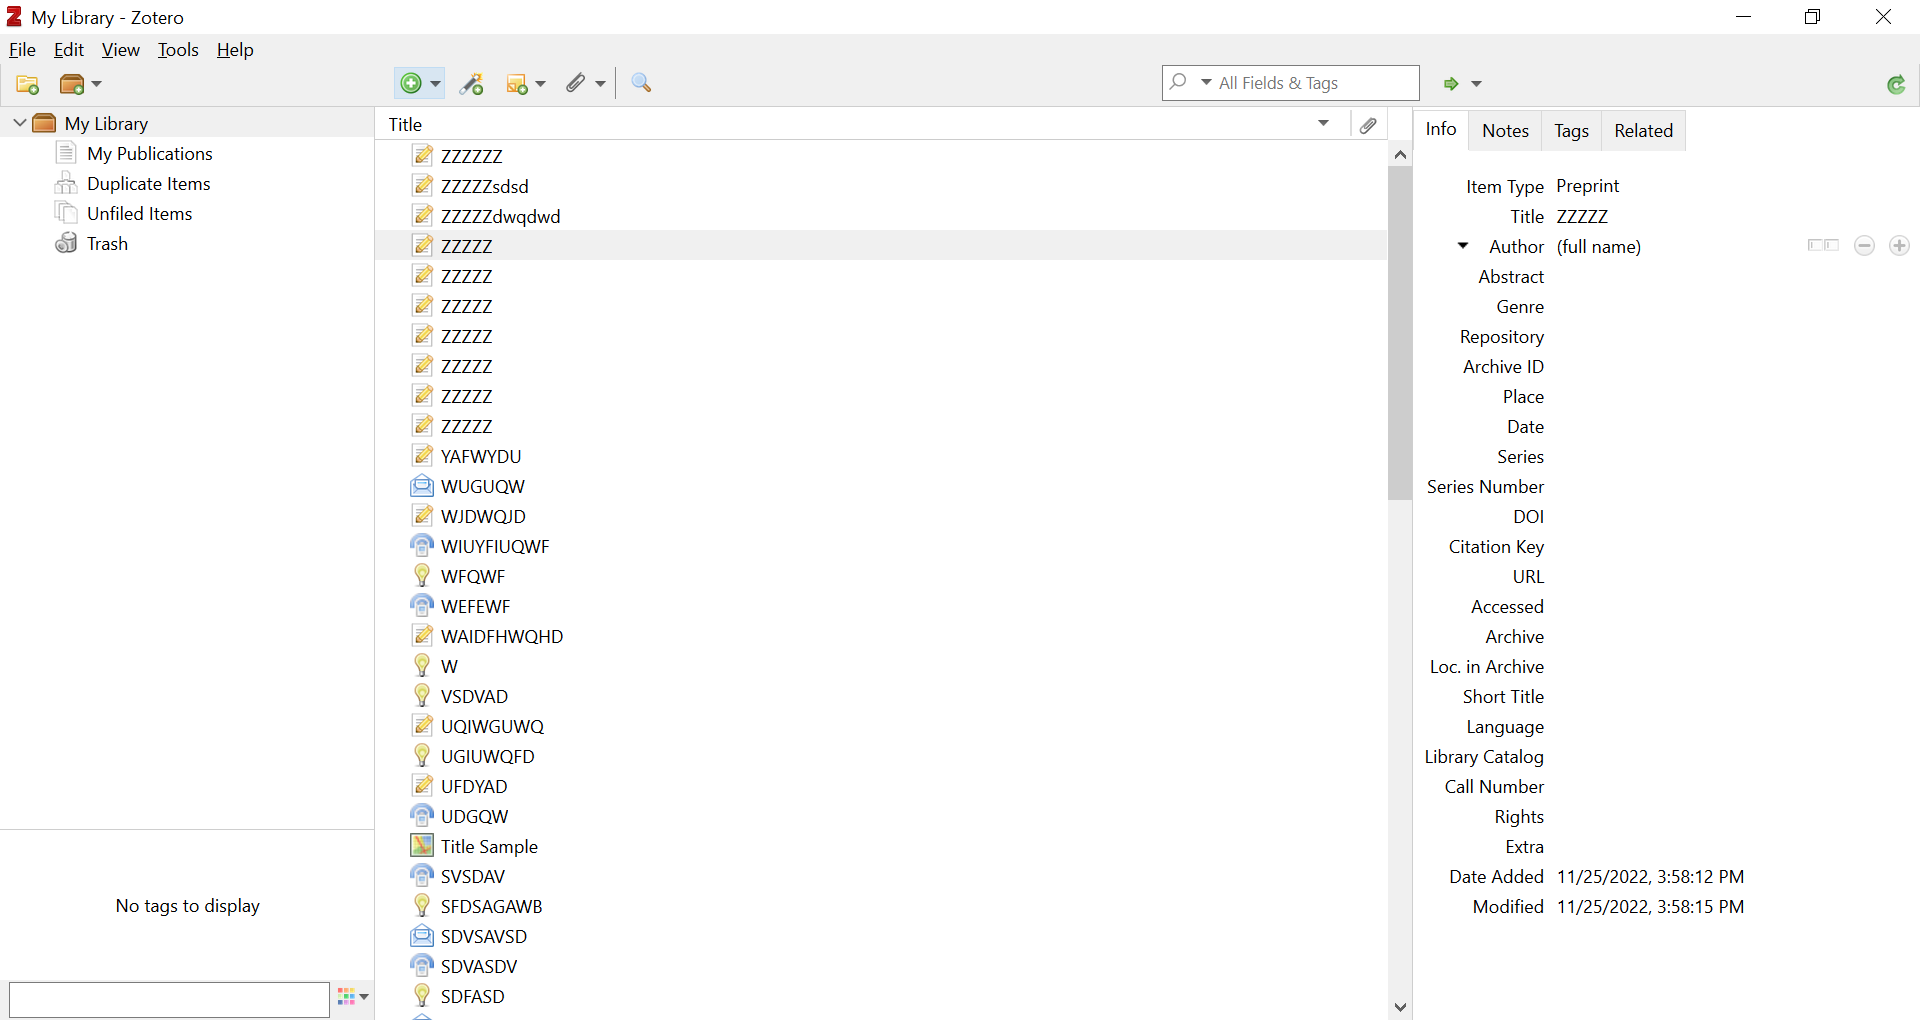 My Library - Zotero
File Edit View Tools Help
All Fields & Tags
My Library
My Publications
Duplicate Items
Unfiled Items
Trash
No tags to display
Title
ZZZZZZ
ZZZZZsdsd
ZZZZZdwqdwd
ZZZZZ
ZZZZZ
ZZZZZ
ZZZZZ
ZZZZZ
ZZZZZ
ZZZZZ
YAFWYDU
WUGUQW
WJDWQJD
WIUYFIUQWF
WFQWF
WEFEWF
WAIDFHWQHD
W
VSDVAD
UQIWGUWQ
UGIUWQFD
UFDYAD
UDGQW
Title Sample
SVSDAV
SFDSAGAWB
SDVSAVSD
SDVASDV
SDFASD
Info Notes Tags Related
Item Type Preprint
Title ZZZZZ
Author (full name)
Abstract
Genre
Repository
Archive ID
Place
Date
Series
Series Number
DOI
Citation Key
URL
Accessed
Archive
Loc. in Archive
Short Title
Language
Library Catalog
Call Number
Rights
Extra
Date Added 11/25/2022, 3:58:12 PM
Modified 11/25/2022, 3:58:15 PM